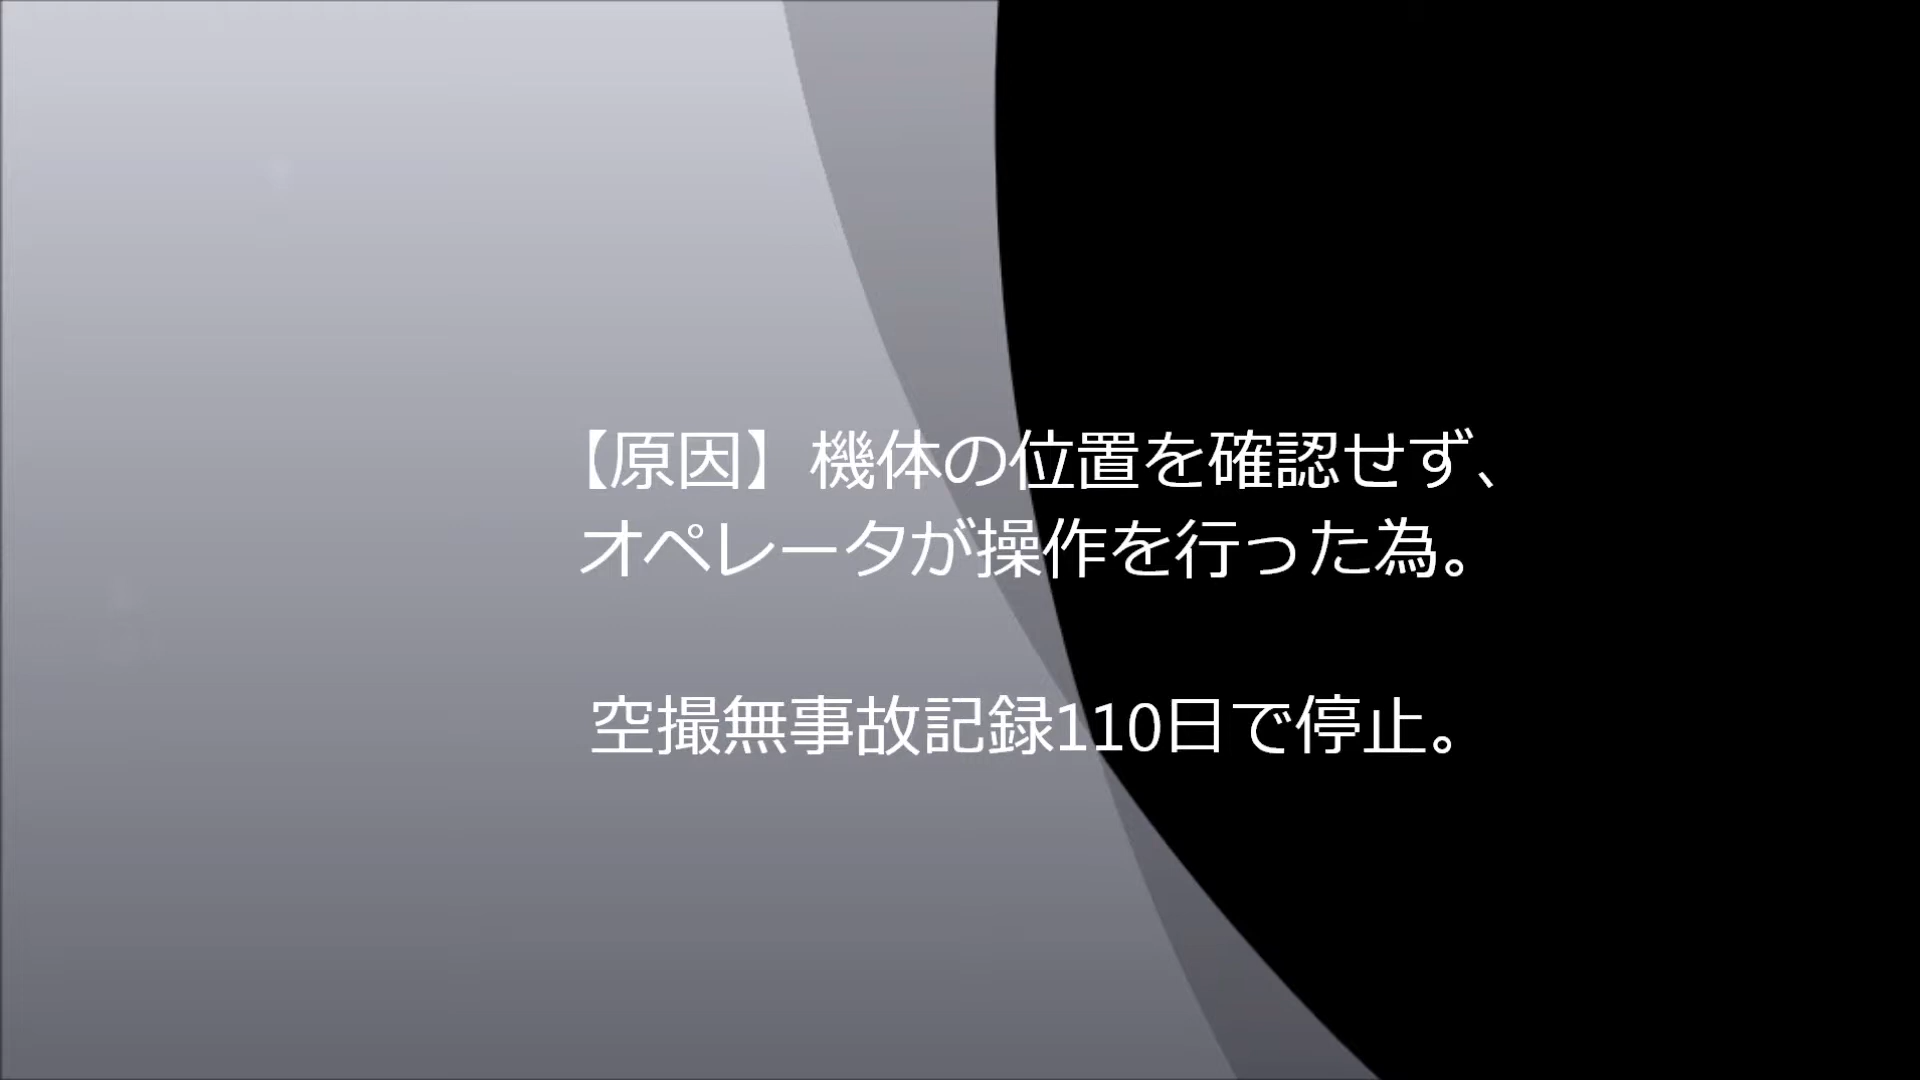 【原因】機体の位置を確認せず、
オペレータが操作を行った為。
空撮無事故記録110日で停止。